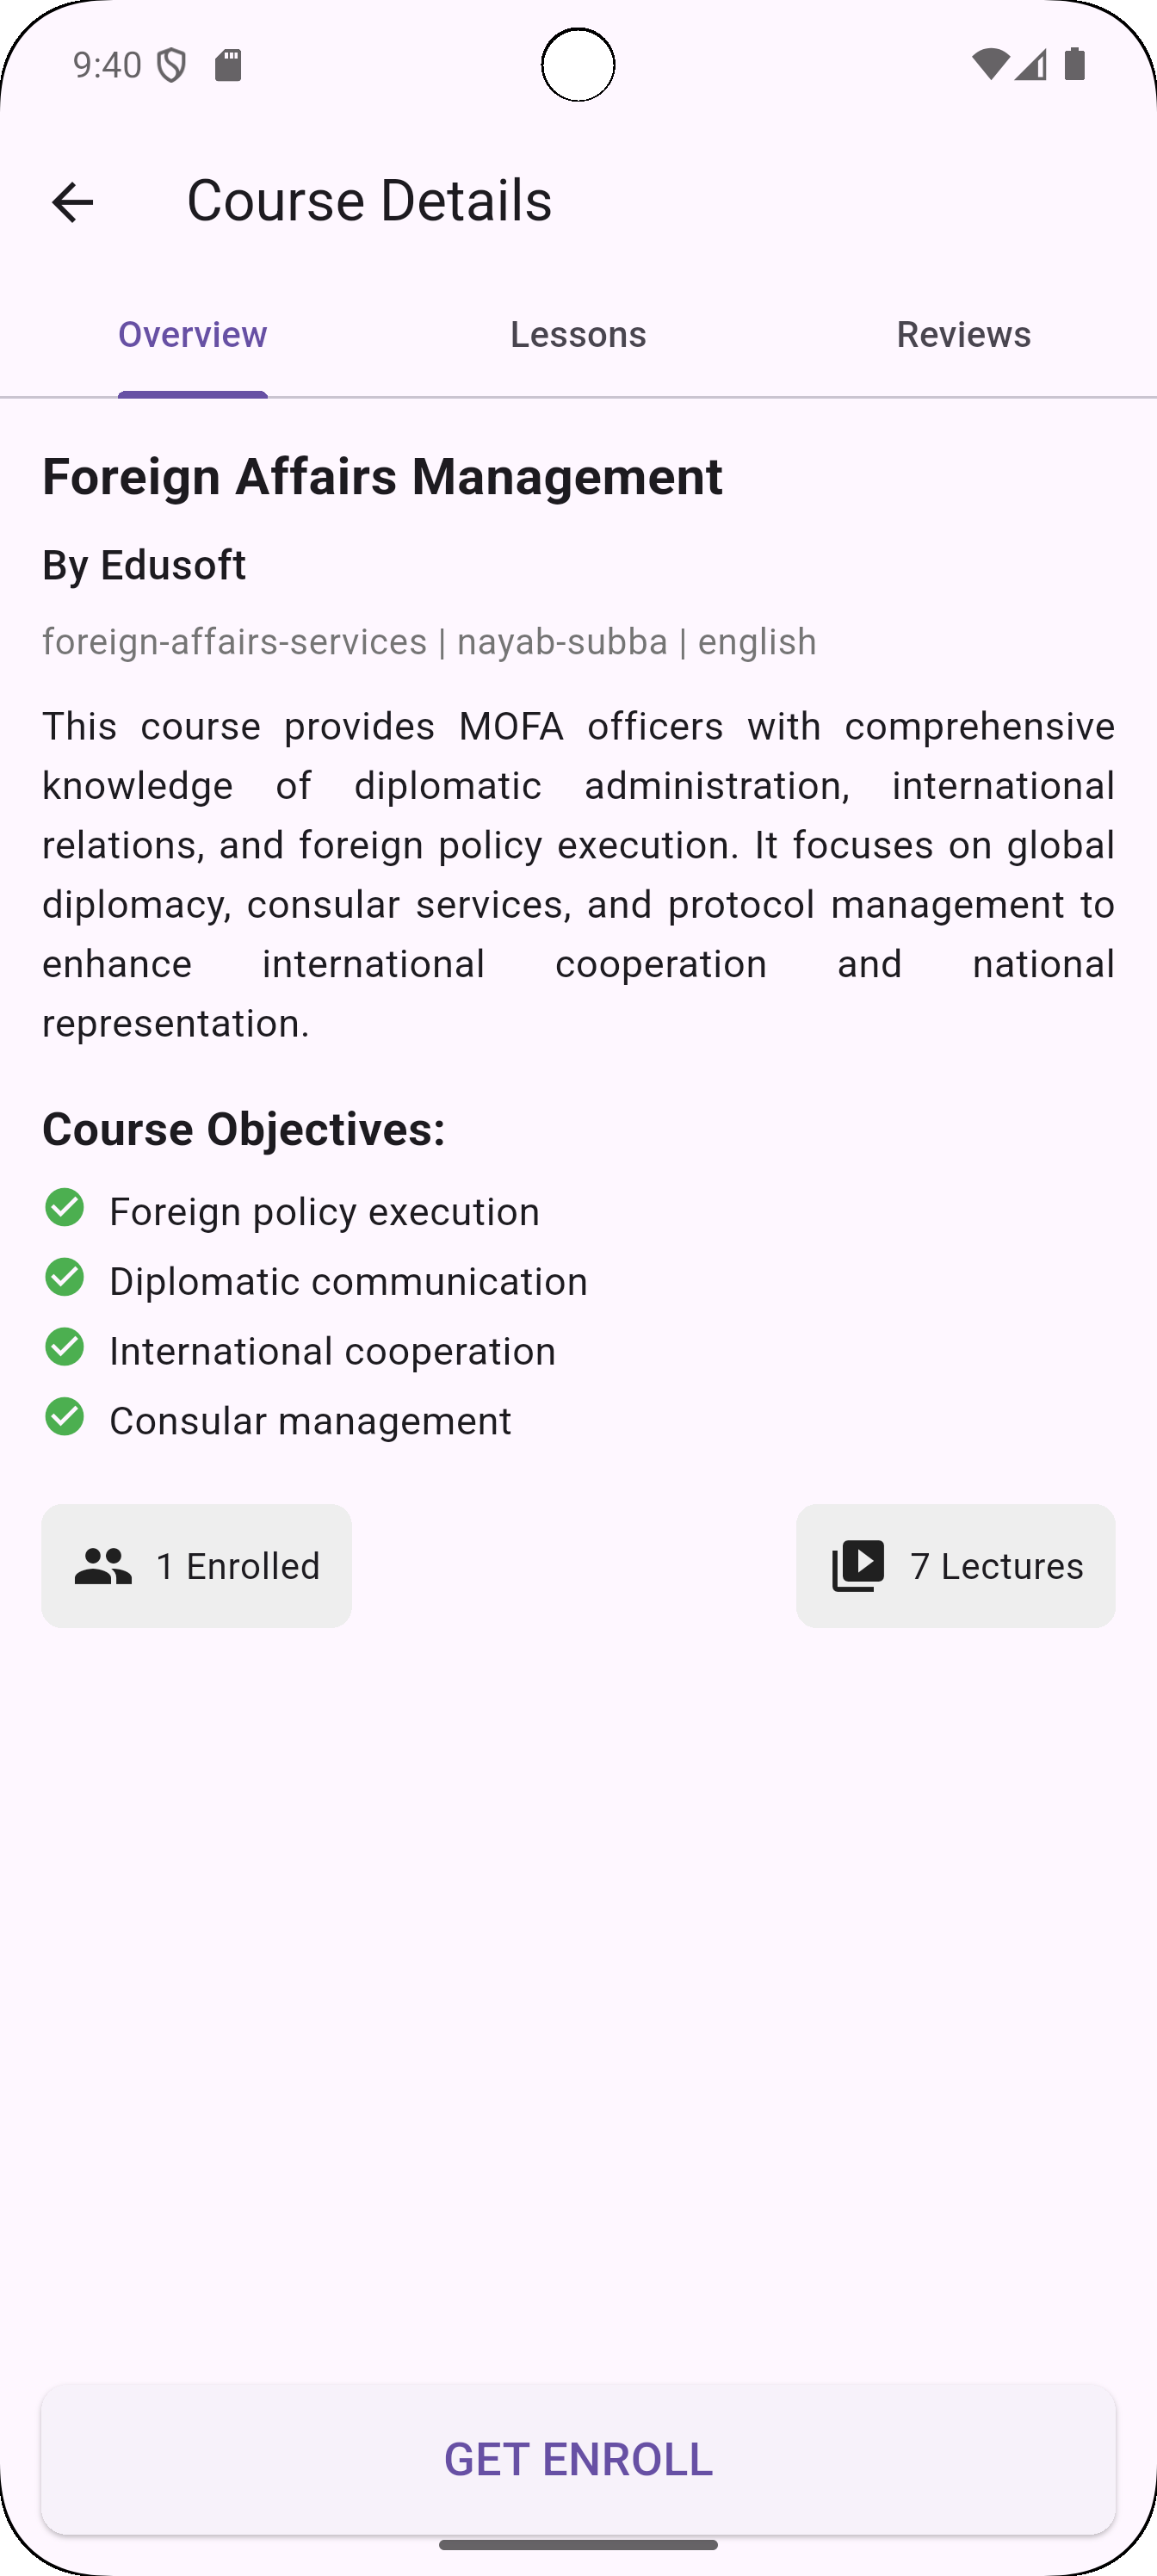 9:40
Course Details
Overview Lessons Reviews
Foreign Affairs Management
By Edusoft
foreign-affairs-services | nayab-subba | english
This course provides MOFA officers with comprehensive
knowledge of diplomatic administration, international
relations, and foreign policy execution. It focuses on global
diplomacy, consular services, and protocol management to
enhance international cooperation and national
representation.
Course Objectives:
Foreign policy execution
Diplomatic communication
International cooperation
Consular management
1 Enrolled 7 Lectures
GET ENROLL